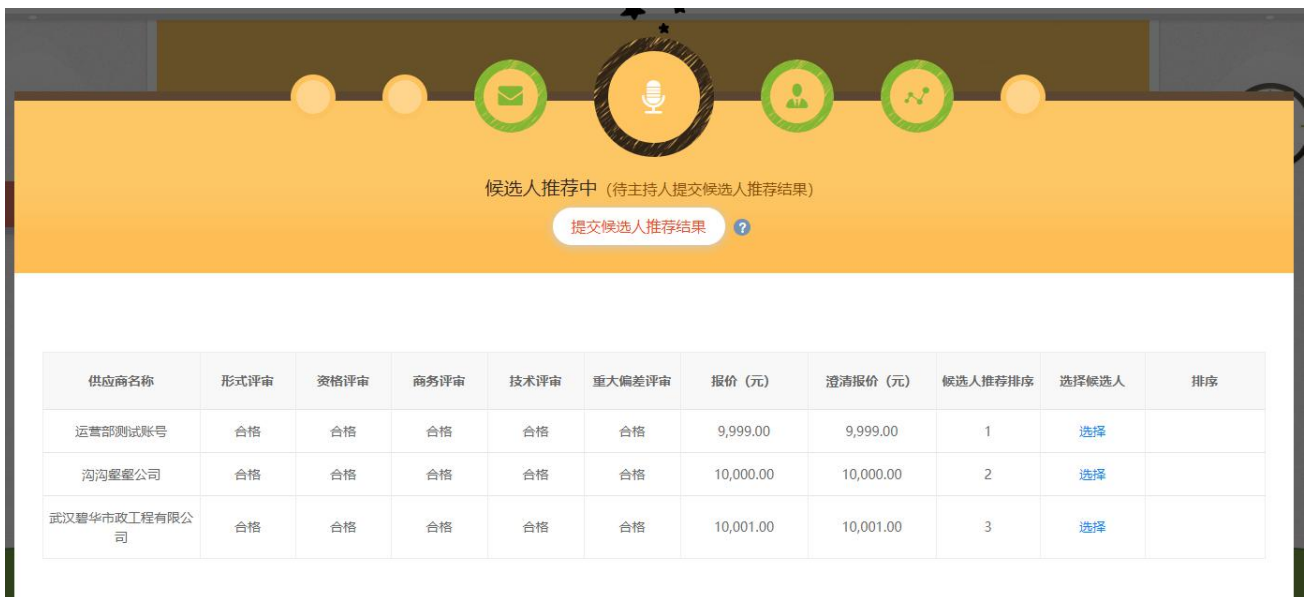 候选人推荐中（待主持人提交候选人推荐结果）
提交候选人推荐结果 ?
供应商名称 形式评审 资格评审 商务评审 技术评审 重大偏差评审 报价（元） 澄清报价（元） 候选人推荐排序 选择候选人 排序
运营部测试账号 合格 合格 合格 合格 合格 9,999.00 9,999.00 1 选择
沟沟壑壑公司 合格 合格 合格 合格 合格 10,000.00 10,000.00 2 选择
武汉碧华市政工程有限公
司 合格 合格 合格 合格 合格 10,001.00 10,001.00 3 选择